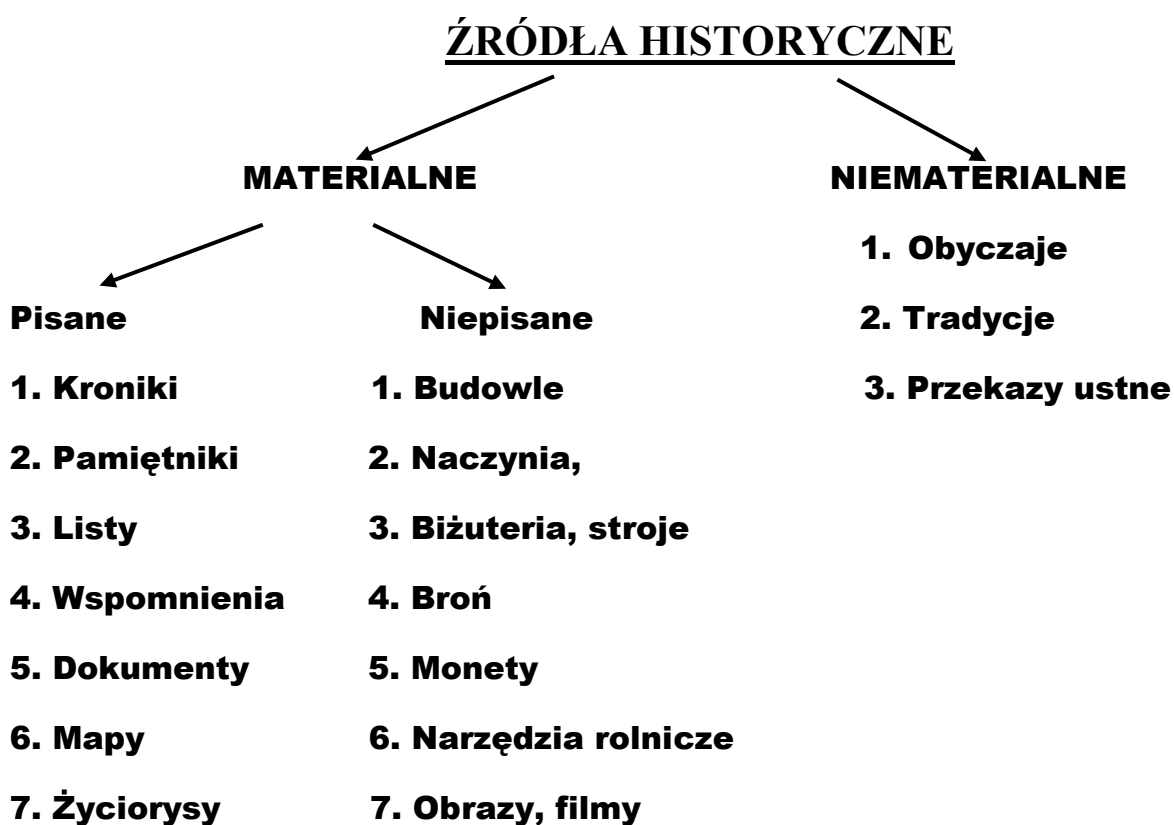 ŹRÓDŁA HISTORYCZNE
MATERIALNE
NIEMATERIALNE
1. Obyczaje
2. Tradycje
3. Przekazy ustne
Pisane
1. Kroniki
2. Pamiętniki
3. Listy
4. Wspomnienia
5. Dokumenty
6. Mapy
7. Życiorysy
Niepisane
1. Budowle
2. Naczynia,
3. Biżuteria, stroje
4. Broń
5. Monety
6. Narzędzia rolnicze
7. Obrazy, filmy